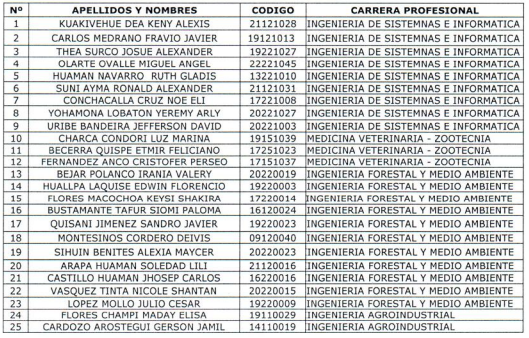 Nº APELLIDOS Y NOMBRES CODIGO CARRERA PROFESIONAL
1 KUAKIVEHUE DEA KENY ALEXIS 21121028 INGENIERIA DE SISTEMNAS E INFORMATICA
2 CARLOS MEDRANO FRAVIO JAVIER 19121013 INGENIERIA DE SISTEMNAS E INFORMATICA
3 THEA SURCO JOSUE ALEXANDER 19221027 INGENIERIA DE SISTEMNAS E INFORMATICA
4 OLARTE OVALLE MIGUEL ANGEL 22221045 INGENIERIA DE SISTEMNAS E INFORMATICA
5 HUAMAN NAVARRO RUTH GLADIS 13221010 INGENIERIA DE SISTEMNAS E INFORMATICA
6 SUNI AYMA RONALD ALEXANDER 21121031 INGENIERIA DE SISTEMNAS E INFORMATICA
7 CONCHACALLA CRUZ NOE ELI 17221008 INGENIERIA DE SISTEMNAS E INFORMATICA
8 YOHAMONA LOBATON YEREMY ARLY 20221027 INGENIERIA DE SISTEMNAS E INFORMATICA
9 URIBE BANDEIRA JEFFERSON DAVID 20221003 INGENIERIA DE SISTEMNAS E INFORMATICA
10 CHARCA CONDORI LUZ MARINA 19151039 MEDICINA VETERINARIA - ZOOTECNIA
11 BECERRA QUISPE ETMIR FELICIANO 17251023 MEDICINA VETERINARIA - ZOOTECNIA
12 FERNANDEZ ANCO CRISTOFER PERSEO 17151037 MEDICINA VETERINARIA - ZOOTECNIA
13 BEJAR POLANCO IRANIA VALERY 20220019 INGENIERIA FORESTAL Y MEDIO AMBIENTE
14 HUALLPA LAQUISE EDWIN FLORENCIO 19220003 INGENIERIA FORESTAL Y MEDIO AMBIENTE
15 FLORES MACOCHOA KEYSI SHAKIRA 17220014 INGENIERIA FORESTAL Y MEDIO AMBIENTE
16 BUSTAMANTE TAFUR SIOMI PALOMA 16120024 INGENIERIA FORESTAL Y MEDIO AMBIENTE
17 QUISANI JIMENEZ SANDRO JAVIER 19220023 INGENIERIA FORESTAL Y MEDIO AMBIENTE
18 MONTESINOS CORDERO DEIVIS 09120040 INGENIERIA FORESTAL Y MEDIO AMBIENTE
19 SIHUIN BENITES ALEXIA MAYCER 20220023 INGENIERIA FORESTAL Y MEDIO AMBIENTE
20 ARAPA HUAMAN SOLEDAD LILI 21120016 INGENIERIA FORESTAL Y MEDIO AMBIENTE
21 CASTILLO HUAMAN JHOSEP CARLOS 16220016 INGENIERIA FORESTAL Y MEDIO AMBIENTE
22 VASQUEZ TINTA NICOLE SHANTAN 20220015 INGENIERIA FORESTAL Y MEDIO AMBIENTE
23 LOPEZ MOLLO JULIO CESAR 19220009 INGENIERIA FORESTAL Y MEDIO AMBIENTE
24 FLORES CHAMPI MADAY ELISA 19110029 INGENIERIA AGROINDUSTRIAL
25 CARDOZO AROSTEGUI GERSON JAMIL 14110019 INGENIERIA AGROINDUSTRIAL